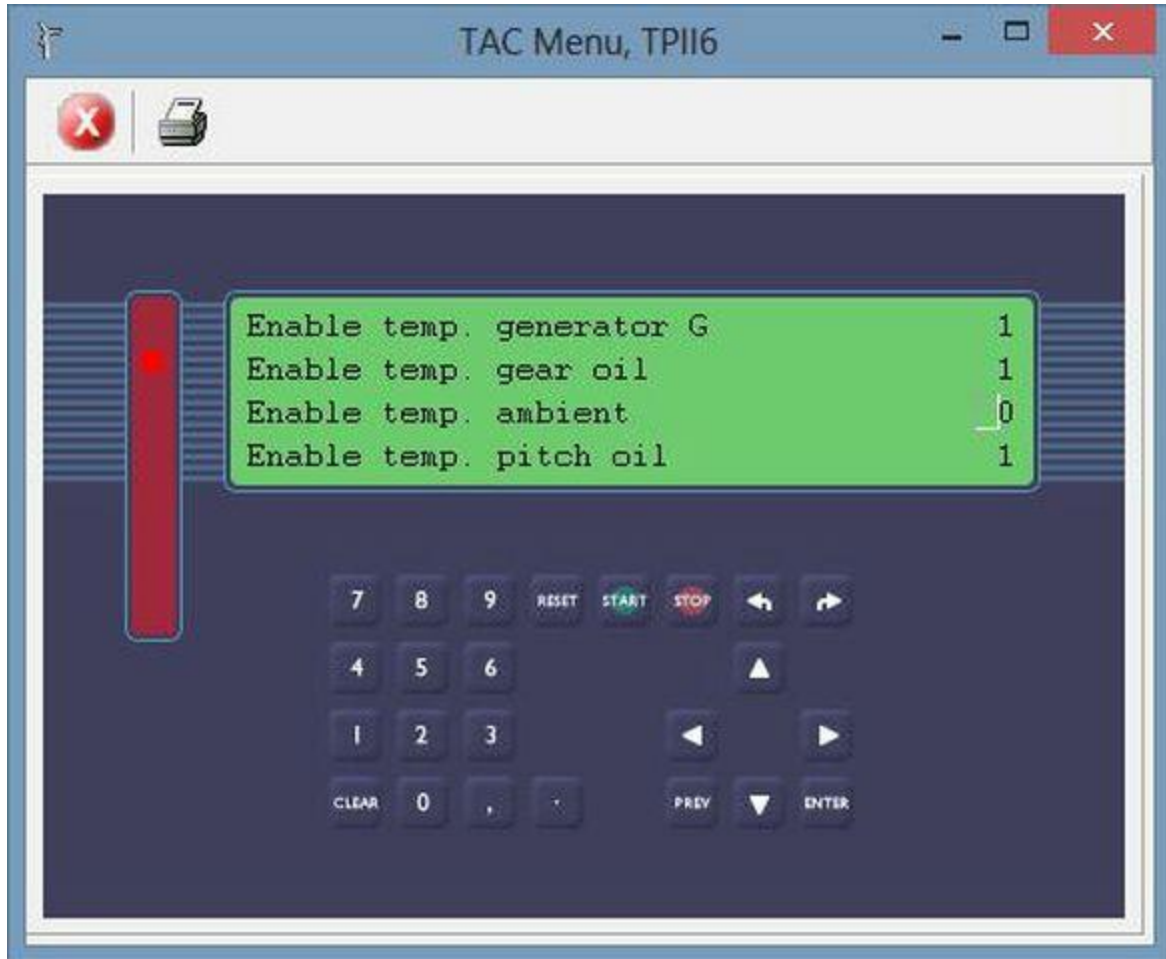 TAC Menu, TPII6
Enable temp. generator G 1
Enable temp. gear oil 1
Enable temp. ambient _0
Enable temp. pitch oil 1
7 8 9 RESET START STOP
4 5 6
1 2 3
CLEAR 0 , . PREV ENTER